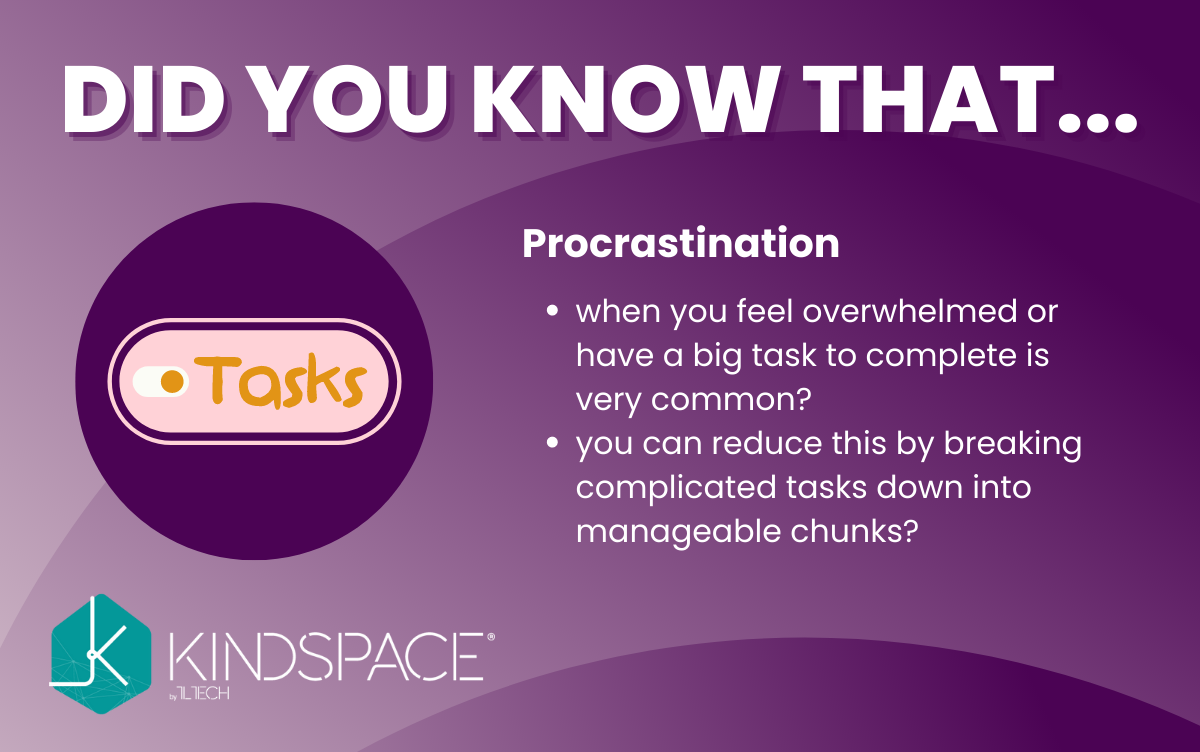 DID YOU KNOW THAT...
Procrastination
• when you feel overwhelmed or
have a big task to complete is
very common?
• you can reduce this by breaking
complicated tasks down into
manageable chunks?
Tasks
KINDSPACE®
by TLTECH